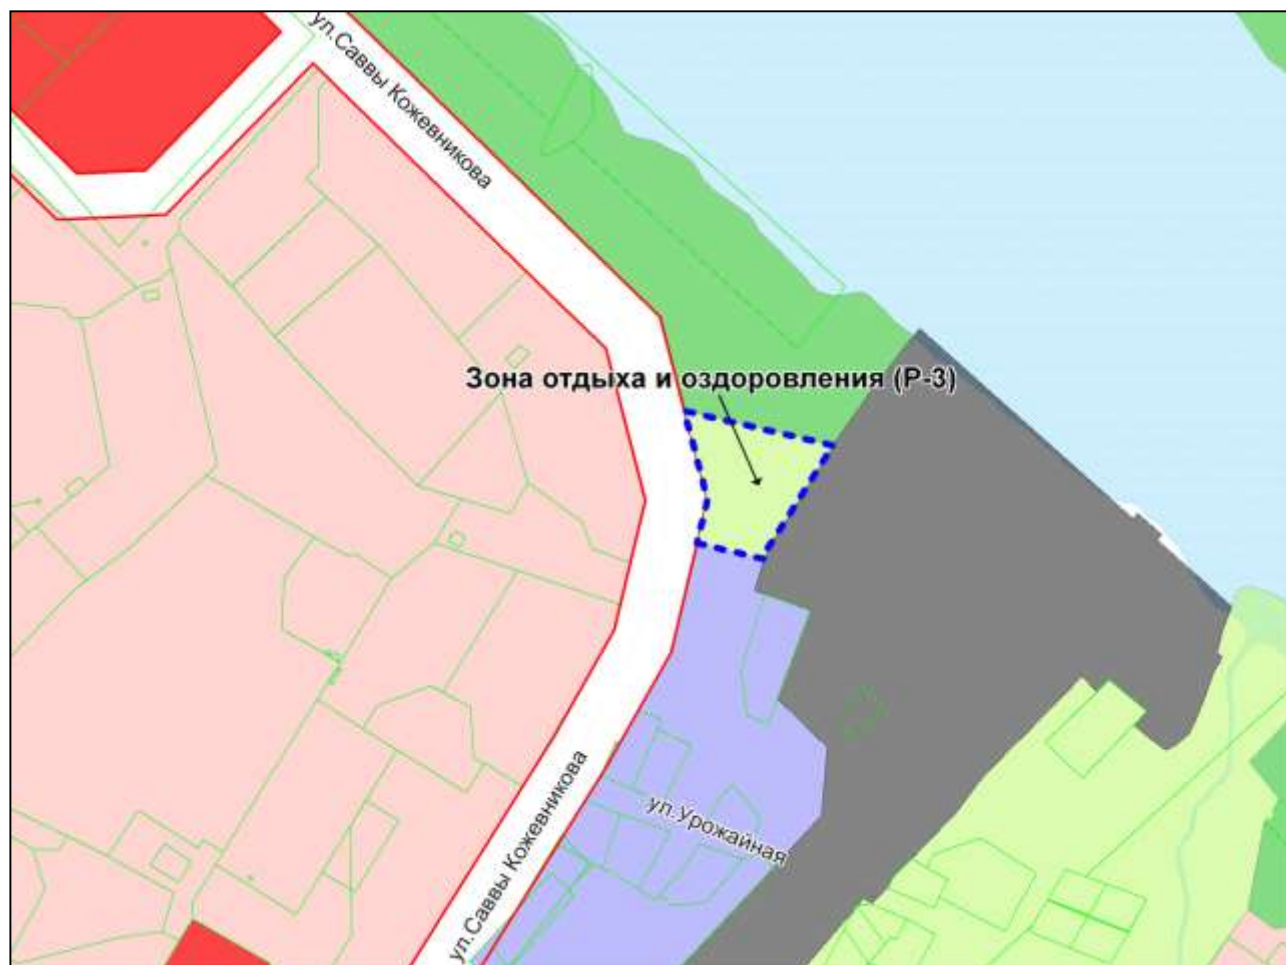 ул.Саввы Кожевникова
Зона отдыха и оздоровления (Р-3)
ул.Урожайная
ул.Саввы Кожевникова